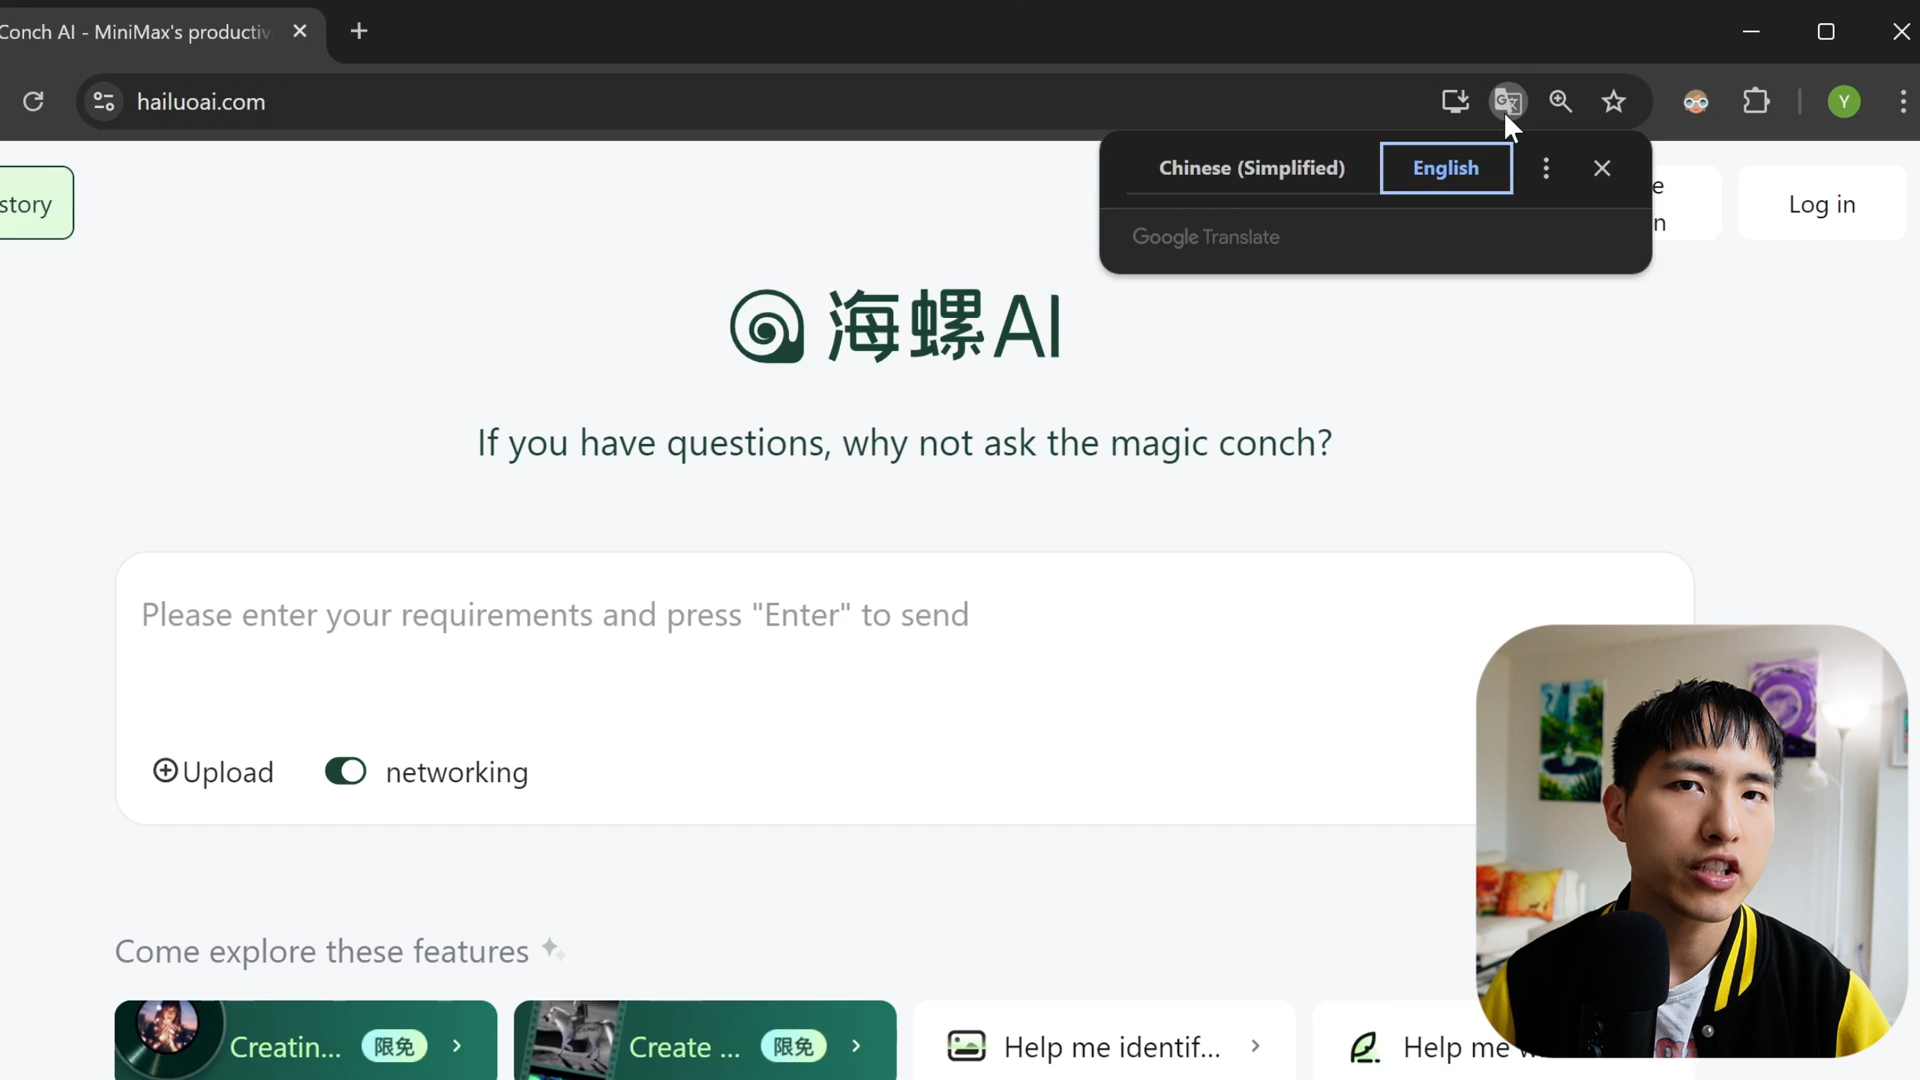 Conch AI - MiniMax's productiv
hailuoai.com
Y
Chinese (Simplified)
English
Google Translate
story
e
n
Log in
海螺AI
If you have questions, why not ask the magic conch?
Please enter your requirements and press "Enter" to send
Upload
networking
Come explore these features
Creatin...
限免
Create ...
限免
Help me identif...
Help me